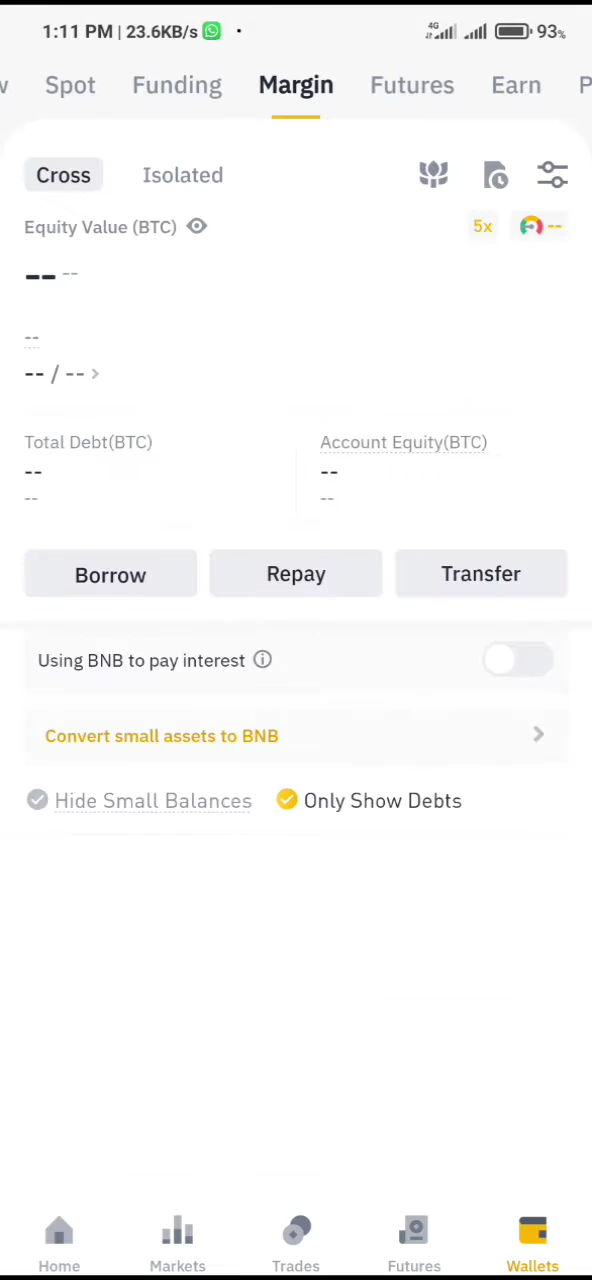 1:11 PM | 23.6KB/s 4G 93%
w Spot Funding Margin Futures Earn P
Cross Isolated
Equity Value (BTC) 5x --
-- --
--
-- / -- >
Total Debt(BTC) Account Equity(BTC)
-- --
-- --
Borrow Repay Transfer
Using BNB to pay interest
Convert small assets to BNB
Hide Small Balances Only Show Debts
Home Markets Trades Futures Wallets